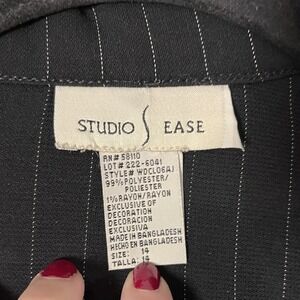 STUDIO EASE
RN# 58110
LOT# 222-6041
STYLE# WDCL06AJ
99% POLYESTER/
POLIESTER
1% RAYON/RAYON
EXCLUSIVE OF
DECORATION
DECORACION
EXCLUSIVA
MADE IN BANGLADESH
HECHO EN BANGLADESH
SIZE: 14
TALLA: 14